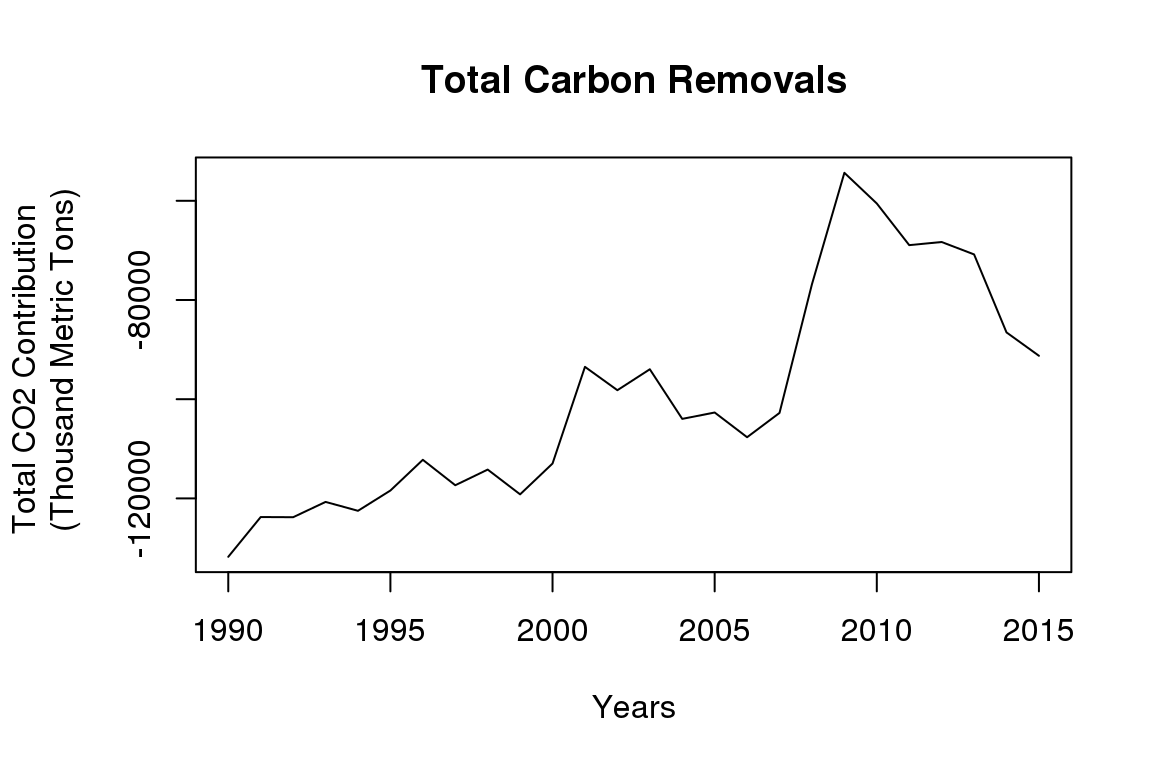 Total Carbon Removals
Total CO2 Contribution
(Thousand Metric Tons)
-80000
-120000
1990 1995 2000 2005 2010 2015
Years